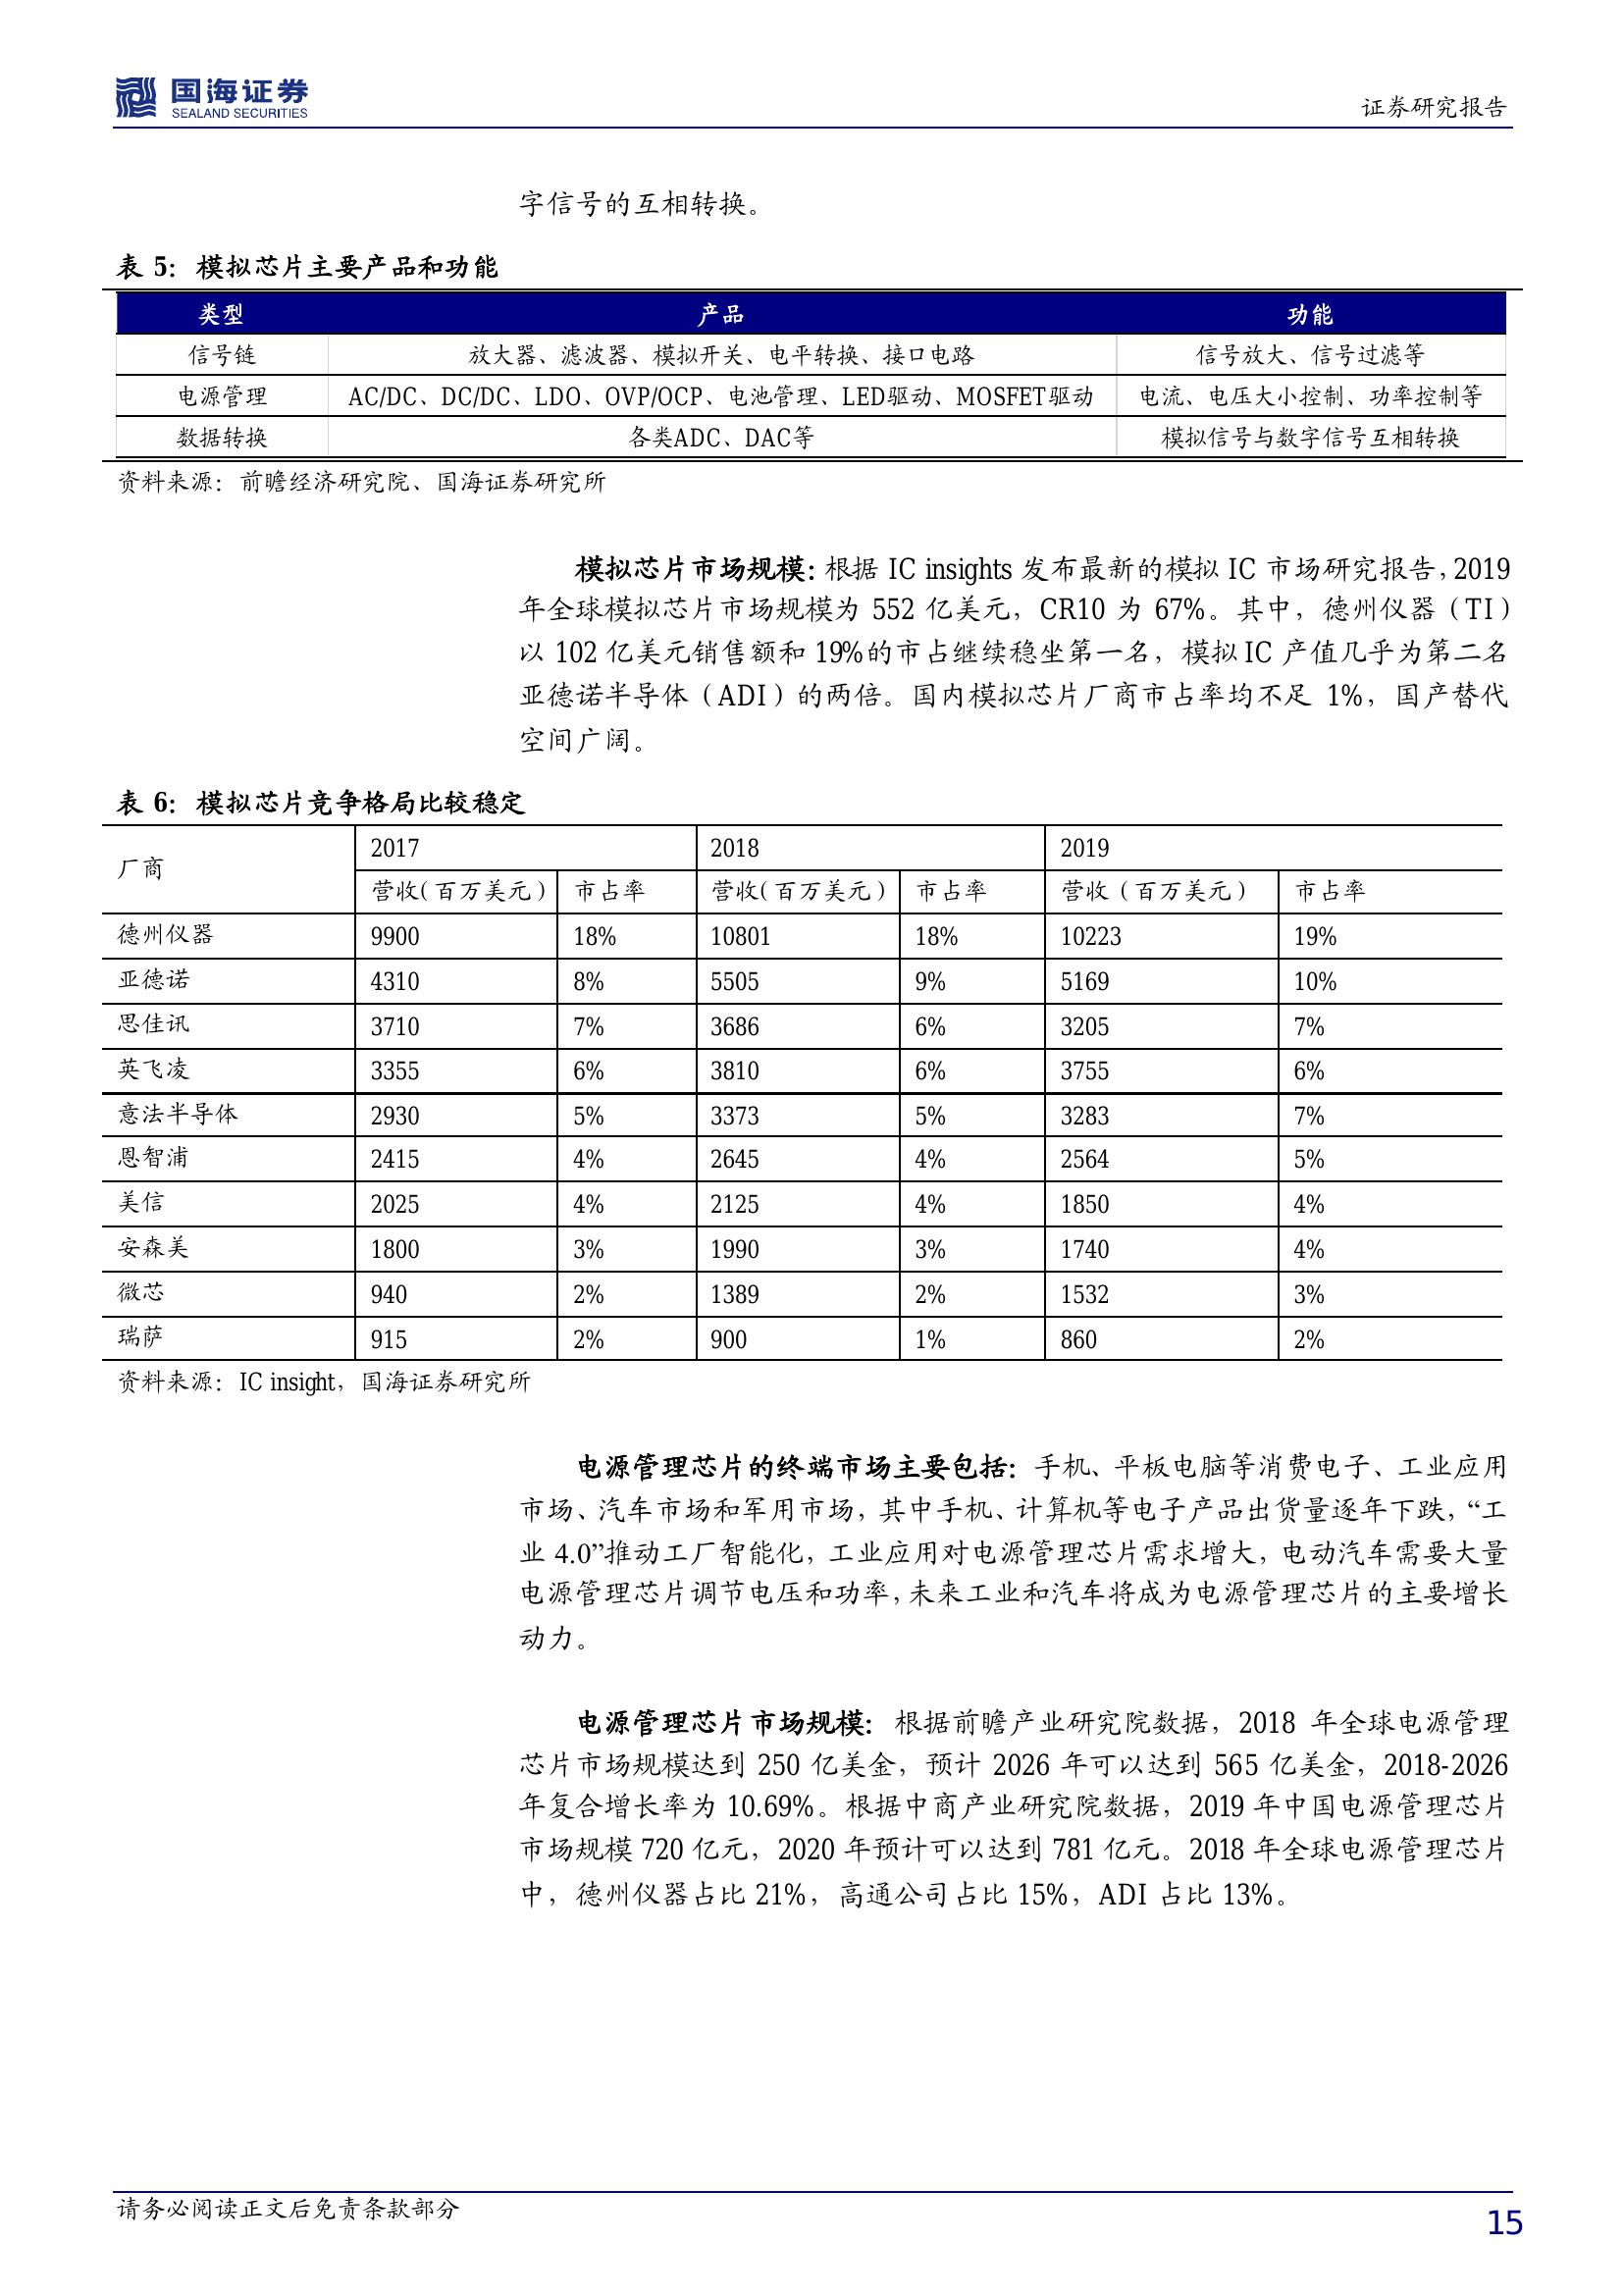 国海证券
SEALAND SECURITIES
证券研究报告
字信号的互相转换。
表 5：模拟芯片主要产品和功能
类型 产品 功能
信号链 放大器、滤波器、模拟开关、电平转换、接口电路 信号放大、信号过滤等
电源管理 AC/DC、DC/DC、LDO、OVP/OCP、电池管理、LED驱动、MOSFET驱动 电流、电压大小控制、功率控制等
数据转换 各类ADC、DAC等 模拟信号与数字信号互相转换
资料来源：前瞻经济研究院、国海证券研究所
模拟芯片市场规模：根据 IC insights 发布最新的模拟 IC 市场研究报告，2019
年全球模拟芯片市场规模为 552 亿美元，CR10 为 67%。其中，德州仪器（TI）
以 102 亿美元销售额和 19%的市占继续稳坐第一名，模拟 IC 产值几乎为第二名
亚德诺半导体（ADI）的两倍。国内模拟芯片厂商市占率均不足 1%，国产替代
空间广阔。
表 6：模拟芯片竞争格局比较稳定
厂商 2017 2018 2019
营收（百万美元） 市占率 营收（百万美元） 市占率 营收（百万美元） 市占率
德州仪器 9900 18% 10801 18% 10223 19%
亚德诺 4310 8% 5505 9% 5169 10%
思佳讯 3710 7% 3686 6% 3205 7%
英飞凌 3355 6% 3810 6% 3755 6%
意法半导体 2930 5% 3373 5% 3283 7%
恩智浦 2415 4% 2645 4% 2564 5%
美信 2025 4% 2125 4% 1850 4%
安森美 1800 3% 1990 3% 1740 4%
微芯 940 2% 1389 2% 1532 3%
瑞萨 915 2% 900 1% 860 2%
资料来源：IC insight，国海证券研究所
电源管理芯片的终端市场主要包括：手机、平板电脑等消费电子、工业应用
市场、汽车市场和军用市场，其中手机、计算机等电子产品出货量逐年下跌，“工
业 4.0”推动工厂智能化，工业应用对电源管理芯片需求增大，电动汽车需要大量
电源管理芯片调节电压和功率，未来工业和汽车将成为电源管理芯片的主要增长
动力。
电源管理芯片市场规模：根据前瞻产业研究院数据，2018 年全球电源管理
芯片市场规模达到 250 亿美金，预计 2026 年可以达到 565 亿美金，2018-2026
年复合增长率为 10.69%。根据中商产业研究院数据，2019 年中国电源管理芯片
市场规模 720 亿元，2020 年预计可以达到 781 亿元。2018 年全球电源管理芯片
中，德州仪器占比 21%，高通公司占比 15%，ADI 占比 13%。
请务必阅读正文后免责条款部分
15